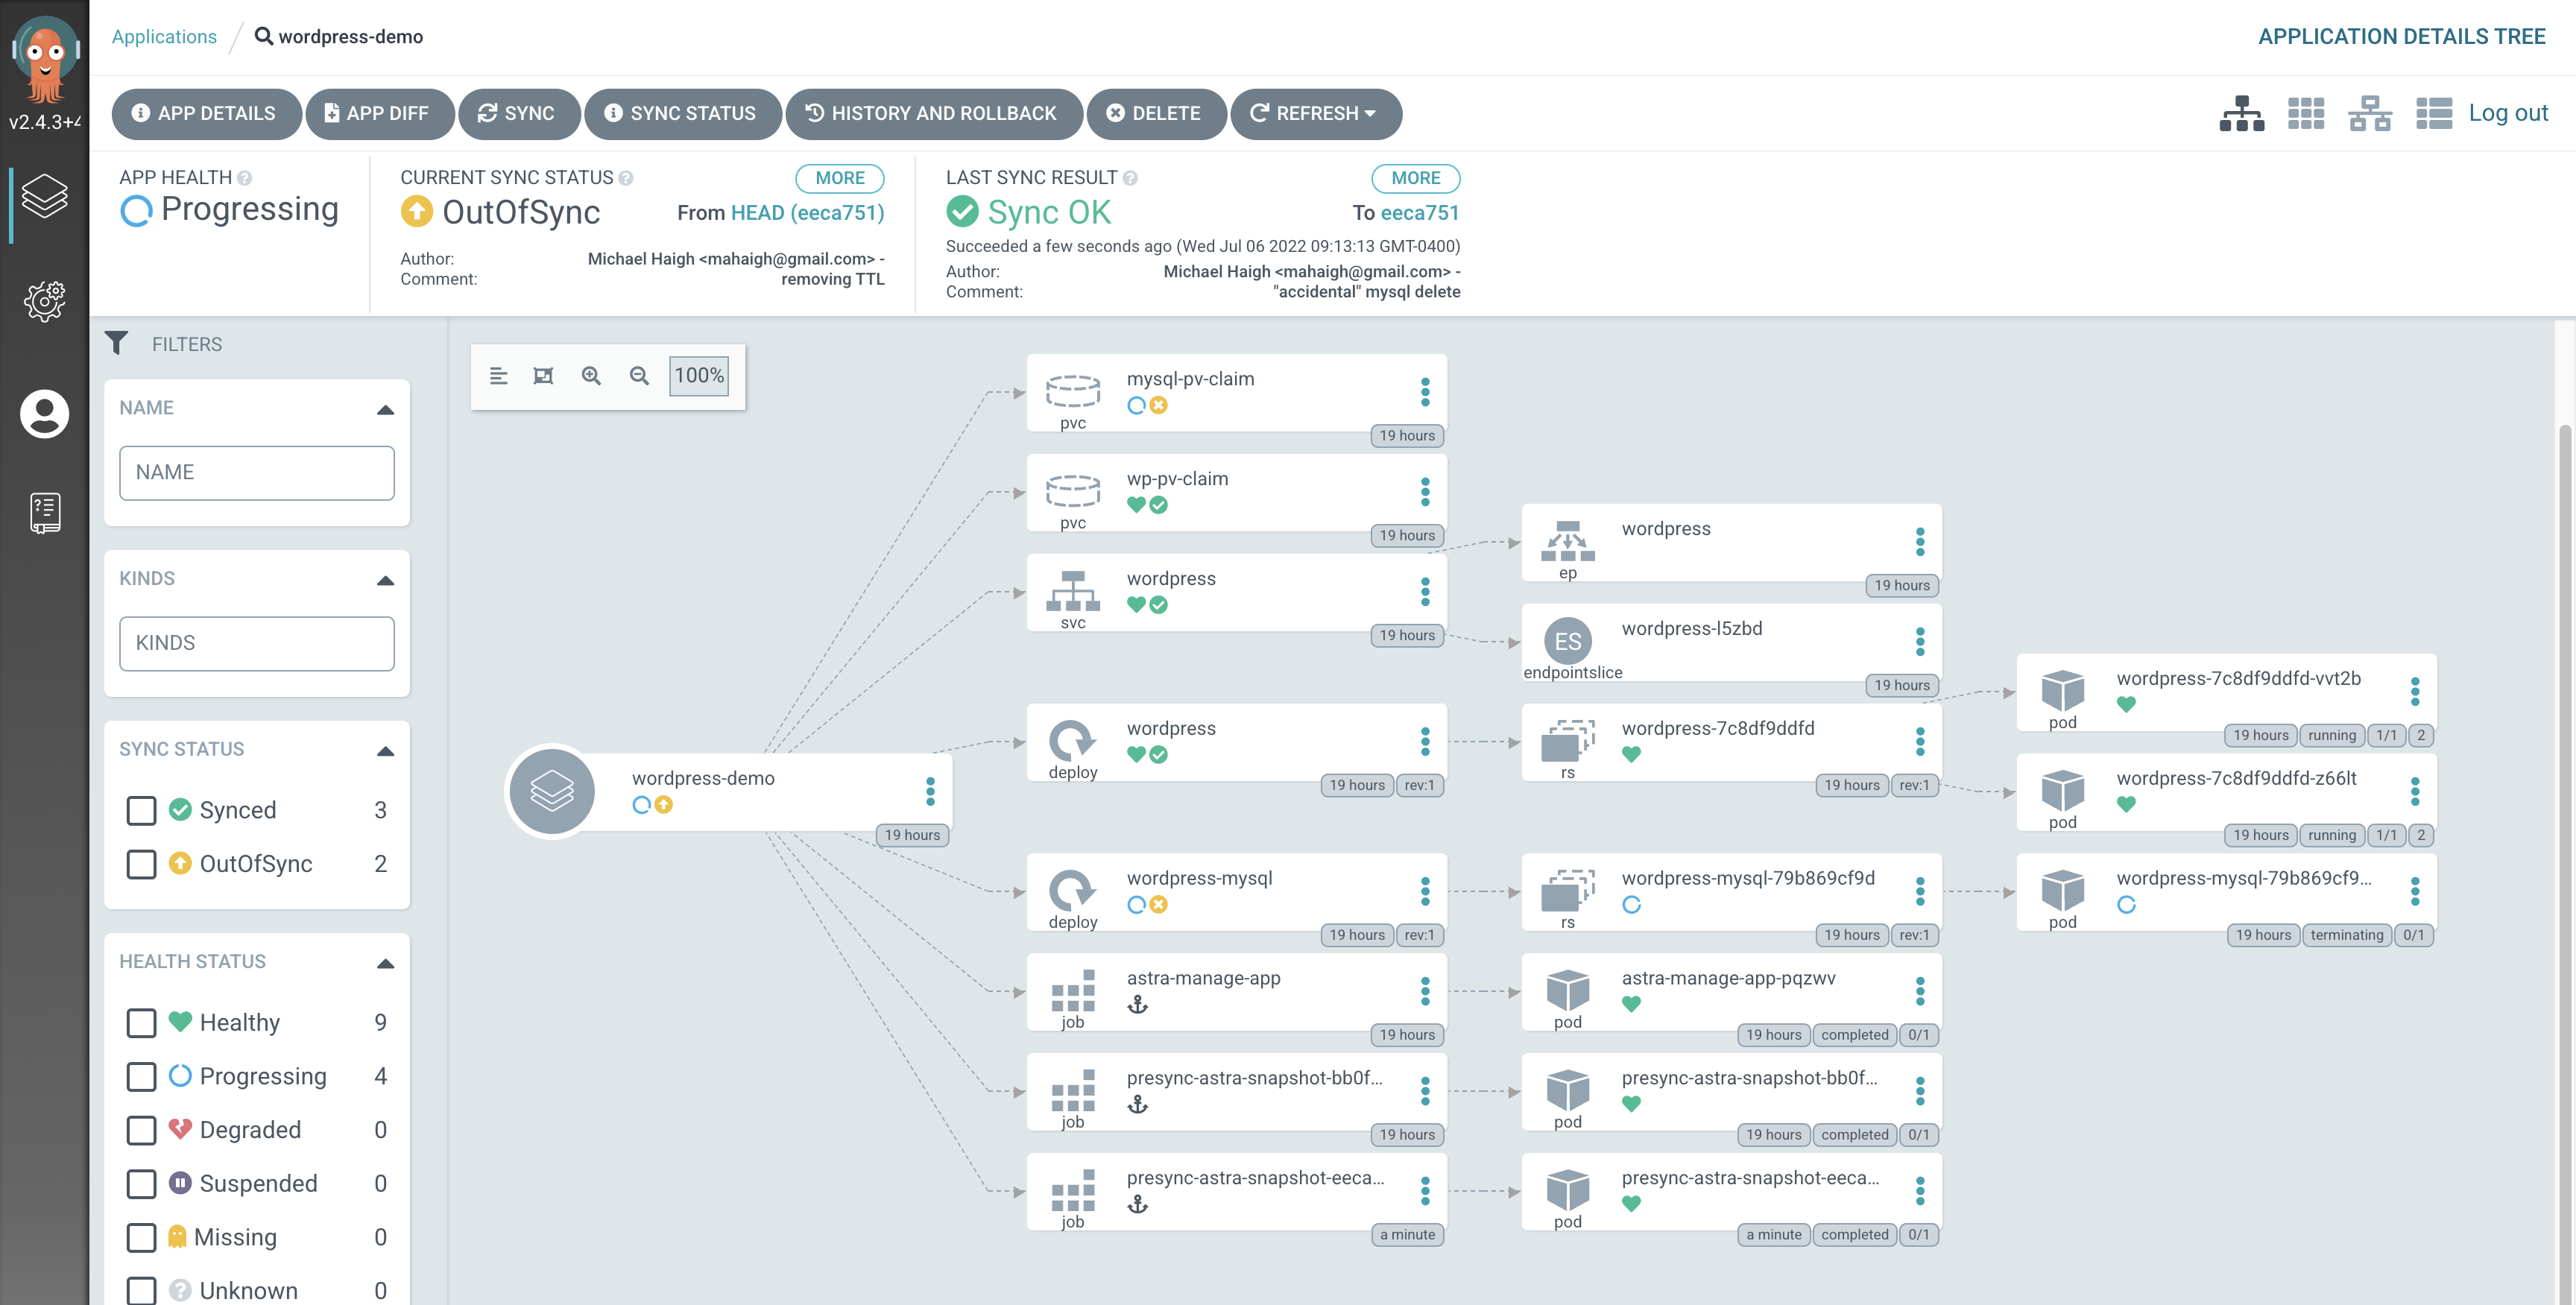 v2.4.3+4
Applications / wordpress-demo
APPLICATION DETAILS TREE
APP DETAILS
APP DIFF
SYNC
SYNC STATUS
HISTORY AND ROLLBACK
DELETE
REFRESH
Log out
APP HEALTH
Progressing
CURRENT SYNC STATUS
MORE
OutOfSync
From HEAD (eeca751)
Author: Michael Haigh <mahaigh@gmail.com> -
Comment: removing TTL
LAST SYNC RESULT
MORE
Sync OK
To eeca751
Succeeded a few seconds ago (Wed Jul 06 2022 09:13:13 GMT-0400)
Author: Michael Haigh <mahaigh@gmail.com> -
Comment: "accidental" mysql delete
FILTERS
NAME
NAME
KINDS
KINDS
SYNC STATUS
Synced 3
OutOfSync 2
HEALTH STATUS
Healthy 9
Progressing 4
Degraded 0
Suspended 0
Missing 0
Unknown 0
100%
wordpress-demo
19 hours
mysql-pv-claim
pvc
19 hours
wp-pv-claim
pvc
19 hours
wordpress
svc
19 hours
wordpress
ep
19 hours
ES
wordpress-l5zbd
endpointslice
19 hours
wordpress
deploy
19 hours rev:1
wordpress-7c8df9ddfd
rs
19 hours rev:1
wordpress-7c8df9ddfd-vvt2b
pod
19 hours running 1/1 2
wordpress-7c8df9ddfd-z66lt
pod
19 hours running 1/1 2
wordpress-mysql
deploy
19 hours rev:1
wordpress-mysql-79b869cf9d
rs
19 hours rev:1
wordpress-mysql-79b869cf9...
pod
19 hours terminating 0/1
astra-manage-app
job
19 hours
astra-manage-app-pqzwv
pod
19 hours completed 0/1
presync-astra-snapshot-bb0f...
job
19 hours
presync-astra-snapshot-bb0f...
pod
19 hours completed 0/1
presync-astra-snapshot-eeca...
job
a minute
presync-astra-snapshot-eeca...
pod
a minute completed 0/1